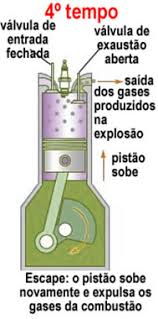 4º tempo
válvula de
entrada
fechada
válvula de
exaustão
aberta
saída
dos gases
produzidos
na
explosão
pistão
sobe
Escape: o pistão sobe
novamente e expulsa os
gases da combustão